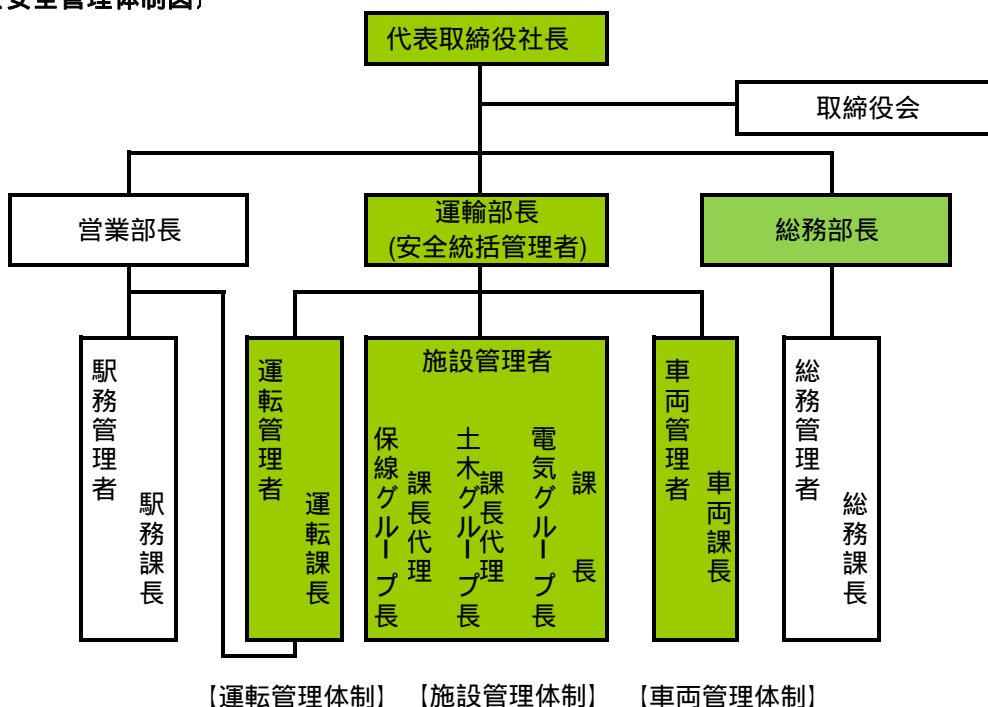 【安全管理体制図】
代表取締役社長
取締役会
営業部長
運輸部長
(安全統括管理者)
総務部長
駅務管理者
駅務課長
運転管理者
運転課長
施設管理者
保線グループ長
課長代理
土木グループ長
課長代理
電気グループ長
課長
車両管理者
車両課長
総務管理者
総務課長
【運転管理体制】 【施設管理体制】 【車両管理体制】